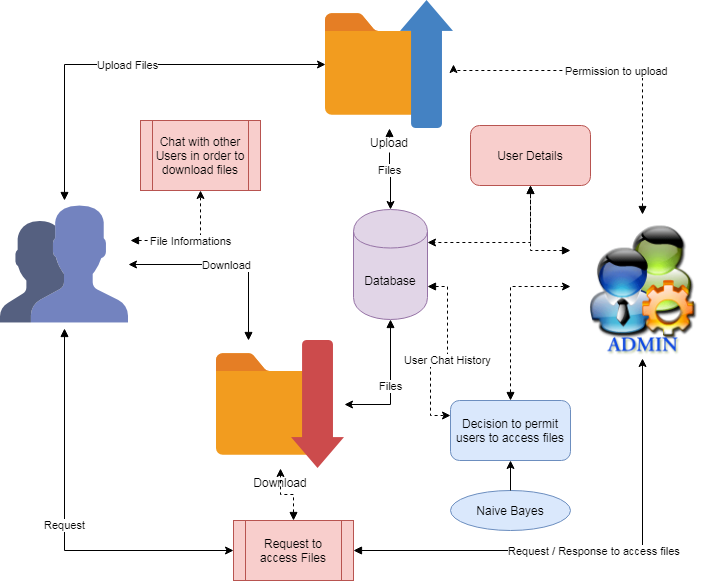 Upload Files
Permission to upload
Chat with other
Users in order to
download files
Upload
Files
User Details
File Informations
Download
Database
ADMIN
User Chat History
Files
Decision to permit
users to access files
Download
Naive Bayes
Request
Request to
access Files
Request / Response to access files